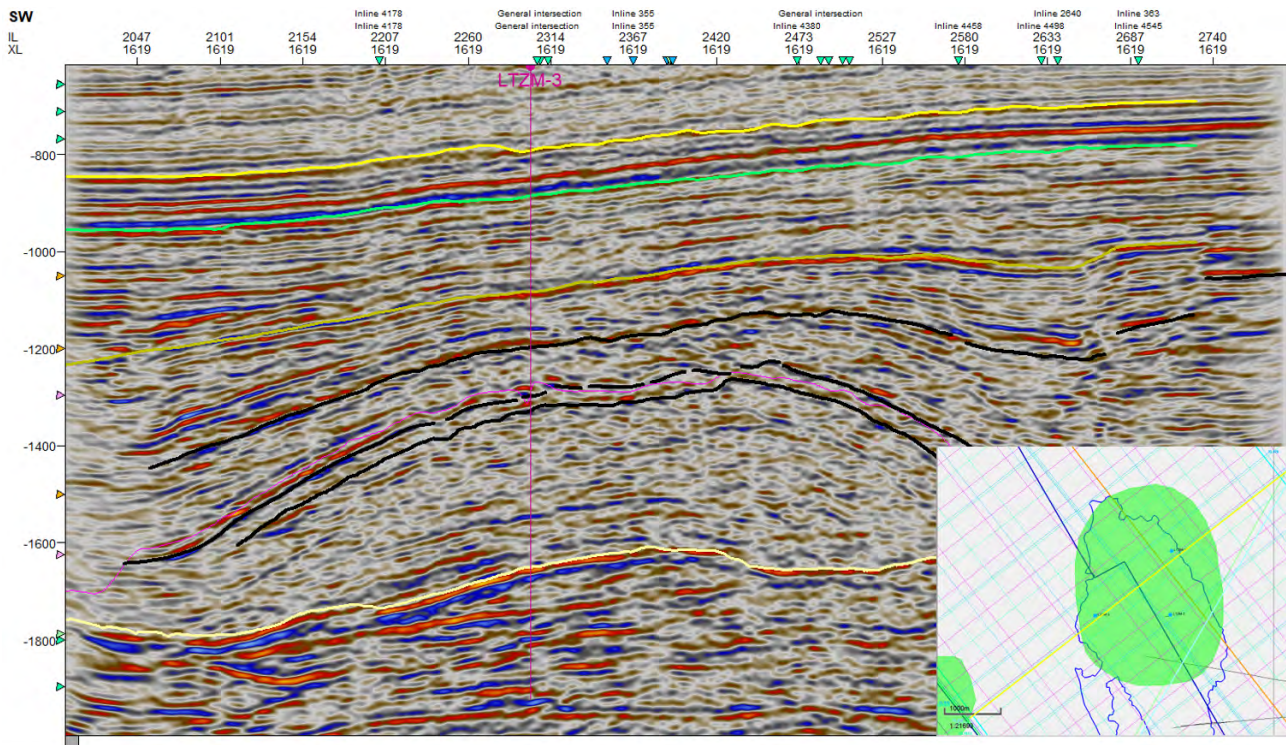 SW
Inline 4178 General intersection Inline 355 General intersection Inline 2640 Inline 363
Inline 4178 General intersection Inline 355 Inline 4380 Inline 4458 Inline 4498 Inline 4545
IL 2047 2101 2154 2207 2260 2314 2367 2420 2473 2527 2580 2633 2687 2740
XL 1619 1619 1619 1619 1619 1619 1619 1619 1619 1619 1619 1619 1619 1619
LTZM-3
-800
-1000
-1200
-1400
-1600
-1800
1000m